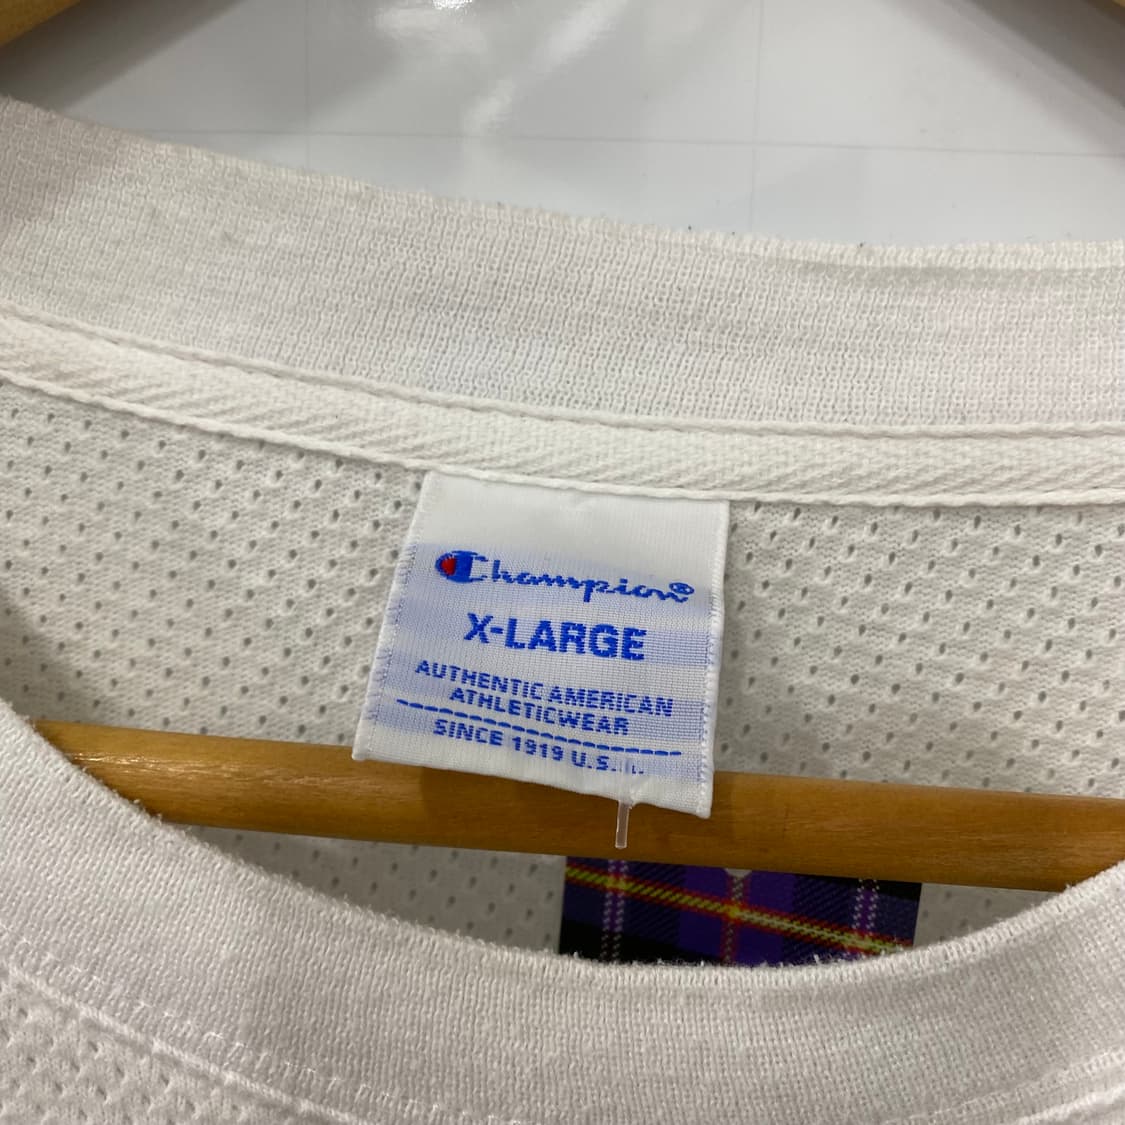 Champion®
X-LARGE
AUTHENTIC AMERICAN
ATHLETICWEAR
SINCE 1919 U.S.